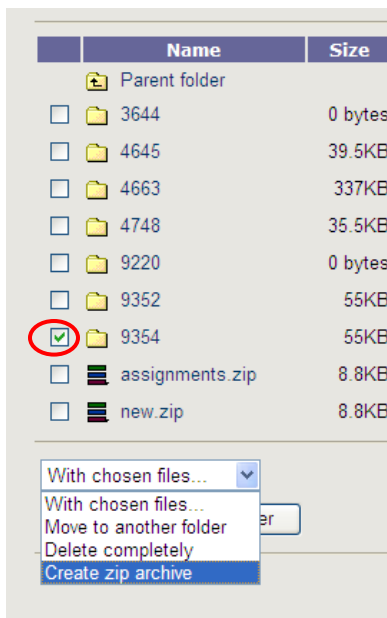 Name Size
Parent folder
3644 0 bytes
4645 39.5KB
4663 337KB
4748 35.5KB
9220 0 bytes
9352 55KB
9354 55KB
assignments.zip 8.8KB
new.zip 8.8KB
With chosen files...
With chosen files...
Move to another folder
Delete completely
Create zip archive